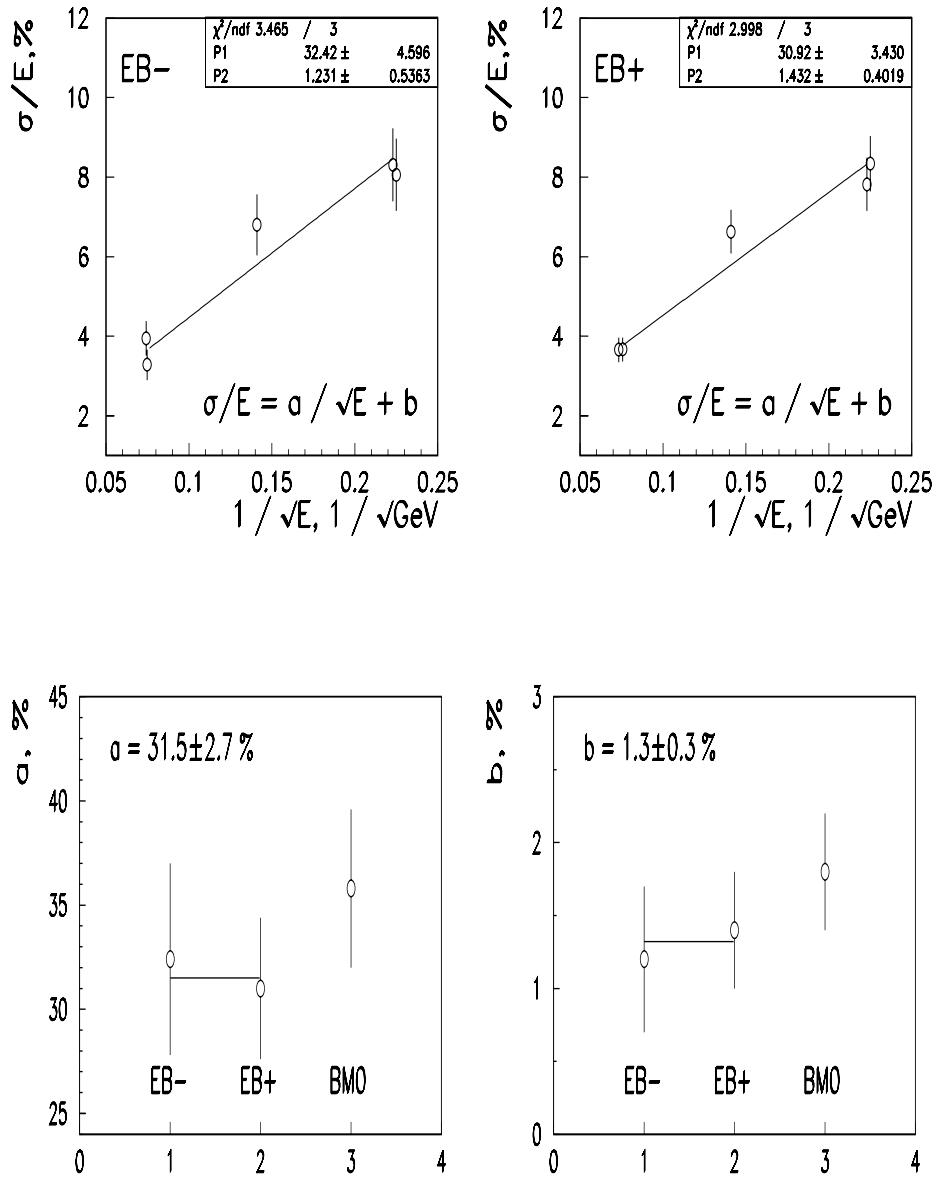 σ/E,%
12
10
8
6
4
2
EB−
χ²/ndf 3.465 / 3
P1 32.42 ± 4.596
P2 1.231 ± 0.5363
σ/E = a / √E + b
0.05 0.1 0.15 0.2 0.25
1 / √E, 1 / √GeV
σ/E,%
12
10
8
6
4
2
EB+
χ²/ndf 2.998 / 3
P1 30.92 ± 3.430
P2 1.432 ± 0.4019
σ/E = a / √E + b
0.05 0.1 0.15 0.2 0.25
1 / √E, 1 / √GeV
a, %
45
40
35
30
25
a = 31.5±2.7 %
EB− EB+ BM0
0 1 2 3 4
b, %
3
2
1
0
b = 1.3±0.3 %
EB− EB+ BM0
0 1 2 3 4